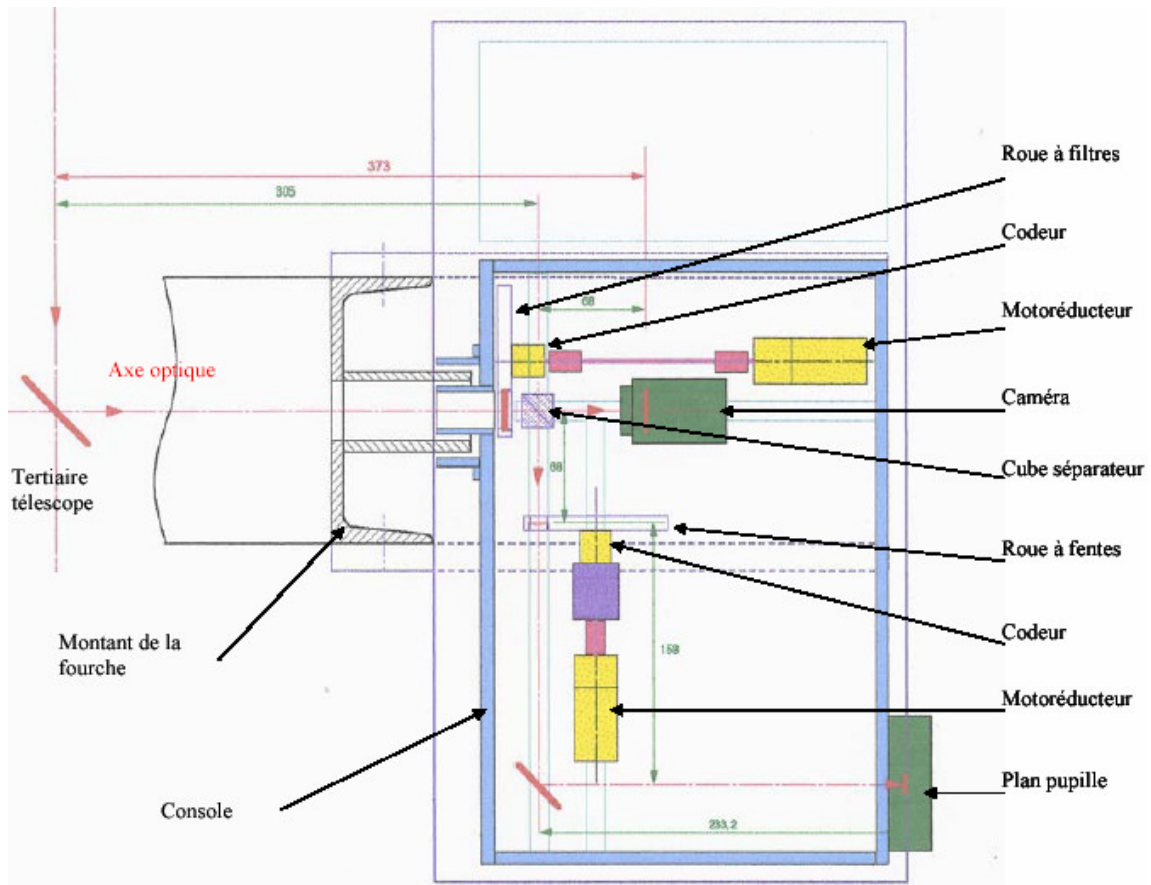 Roue à filtres
373
305
Codeur
68
Motoréducteur
Axe optique
Caméra
Tertiaire
télescope
Cube séparateur
68
Roue à fentes
Montant de la
fourche
Codeur
158
Motoréducteur
Plan pupille
Console
233,2